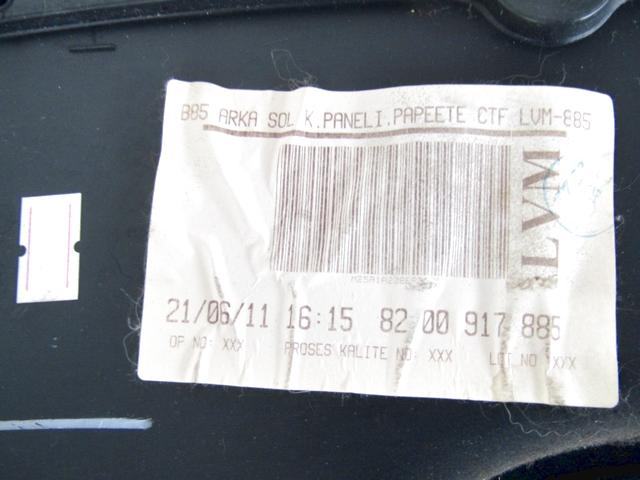 B85 ARKA SOL K.PANELI.PAPEETE CTF LVM-885
LVM
21/06/11 16:15 82 00 917 885
OP NO: XXX PROSES KALITE NO: XXX LOT NO XXX